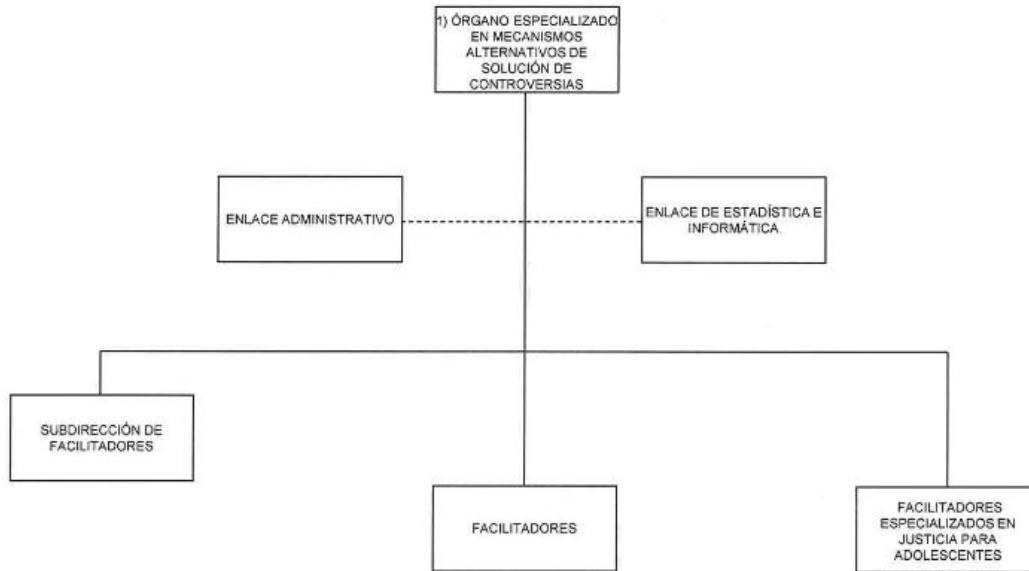 1) ÓRGANO ESPECIALIZADO
EN MECANISMOS
ALTERNATIVOS DE
SOLUCIÓN DE
CONTROVERSIAS
ENLACE ADMINISTRATIVO
ENLACE DE ESTADÍSTICA E
INFORMÁTICA
SUBDIRECCIÓN DE
FACILITADORES
FACILITADORES
FACILITADORES
ESPECIALIZADOS EN
JUSTICIA PARA
ADOLESCENTES